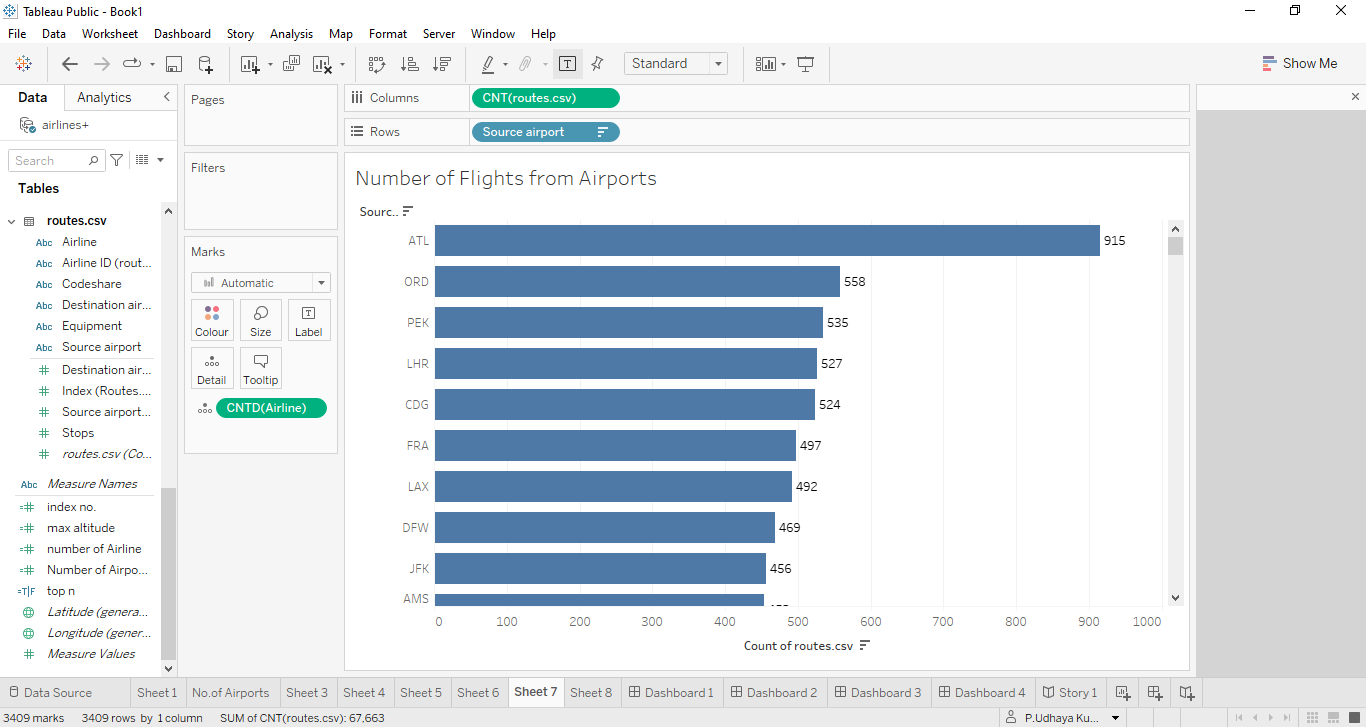 Tableau Public - Book1
File Data Worksheet Dashboard Story Analysis Map Format Server Window Help
Standard
Show Me
Data Analytics
airlines+
Search
Tables
routes.csv
Abc Airline
Abc Airline ID (rout...
Abc Codeshare
Abc Destination air...
Abc Equipment
Abc Source airport
Destination air...
Index (Routes....
Source airport...
Stops
routes.csv (Co...
Abc Measure Names
index no.
max altitude
number of Airline
Number of Airpo...
T|F top n
Latitude (genera...
Longitude (gener...
Measure Values
Pages
Filters
Marks
Automatic
Colour Size Label
Detail Tooltip
CNTD(Airline)
Columns CNT(routes.csv)
Rows Source airport
Number of Flights from Airports
Sourc..
ATL 915
ORD 558
PEK 535
LHR 527
CDG 524
FRA 497
LAX 492
DFW 469
JFK 456
AMS
0 100 200 300 400 500 600 700 800 900 1000
Count of routes.csv
Data Source Sheet 1 No.of Airports Sheet 3 Sheet 4 Sheet 5 Sheet 6 Sheet 7 Sheet 8 Dashboard 1 Dashboard 2 Dashboard 3 Dashboard 4 Story 1
3409 marks 3409 rows by 1 column SUM of CNT(routes.csv): 67,663 P.Udhaya Ku...